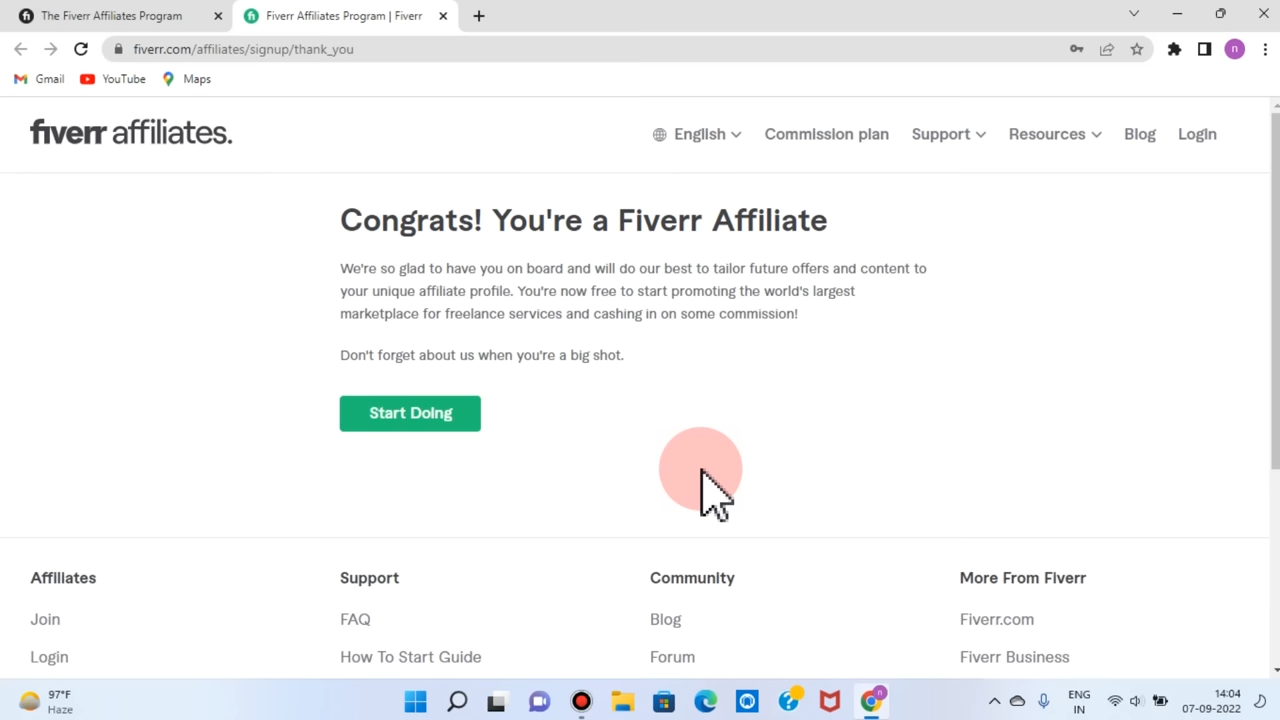 The Fiverr Affiliates Program
Fiverr Affiliates Program | Fiverr
fiverr.com/affiliates/signup/thank_you
n
Gmail
YouTube
Maps
fiverr affiliates.
English
Commission plan
Support
Resources
Blog
Login
Congrats! You're a Fiverr Affiliate
We're so glad to have you on board and will do our best to tailor future offers and content to
your unique affiliate profile. You're now free to start promoting the world's largest
marketplace for freelance services and cashing in on some commission!
Don't forget about us when you're a big shot.
Start Doing
Affiliates
Support
Community
More From Fiverr
Join
FAQ
Blog
Fiverr.com
Login
How To Start Guide
Forum
Fiverr Business
97°F
Haze
ENG
IN
14:04
07-09-2022